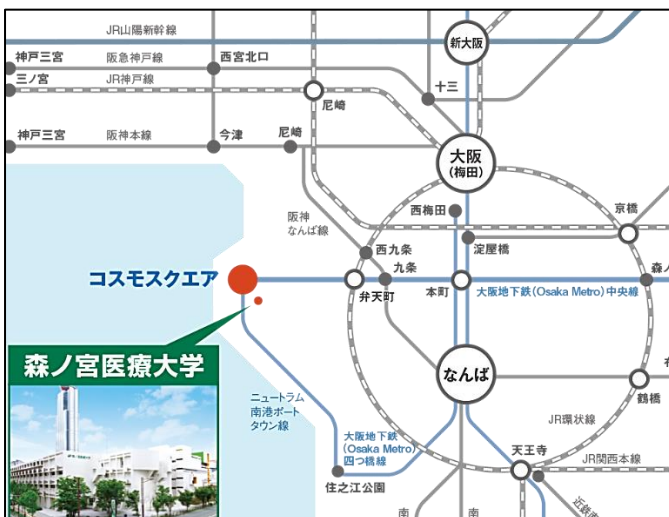 JR山陽新幹線
新大阪
神戸三宮
阪急神戸線
西宮北口
三ノ宮
JR神戸線
十三
尼崎
神戸三宮
阪神本線
今津
尼崎
大阪
(梅田)
西梅田
京橋
阪神
なんば線
淀屋橋
西九条
コスモスクエア
九条
森ノ
弁天町
本町
大阪地下鉄(Osaka Metro)中央線
森ノ宮医療大学
なんば
鶴橋
ニュートラム
南港ポート
タウン線
JR環状線
大阪地下鉄
(Osaka Metro)
四つ橋線
天王寺
JR関西本線
住之江公園
南
南
近鉄南